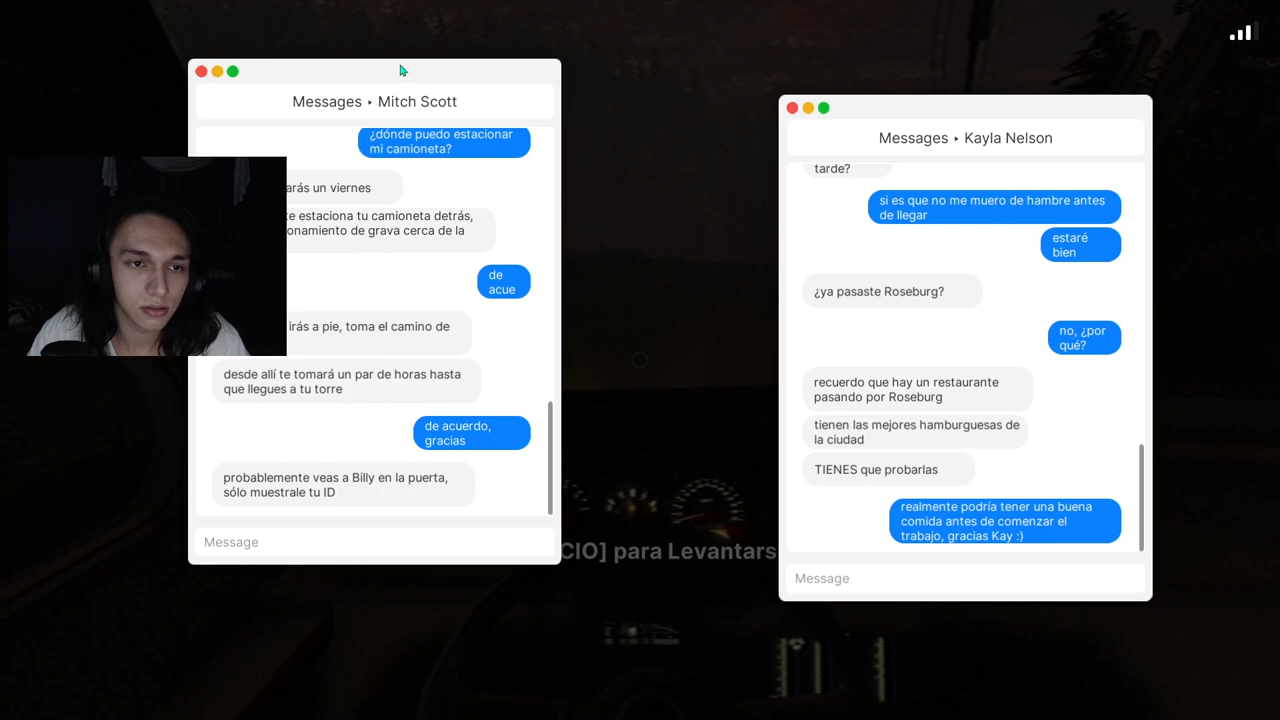 Messages ‣ Mitch Scott
¿dónde puedo estacionar
mi camioneta?
arás un viernes
te estaciona tu camioneta detrás,
onamiento de grava cerca de la
de
acue
irás a pie, toma el camino de
desde allí te tomará un par de horas hasta
que llegues a tu torre
de acuerdo,
gracias
probablemente veas a Billy en la puerta,
sólo muestrale tu ID
Message
CIO] para Levantars
Messages ‣ Kayla Nelson
tarde?
si es que no me muero de hambre antes
de llegar
estaré
bien
¿ya pasaste Roseburg?
no, ¿por
qué?
recuerdo que hay un restaurante
pasando por Roseburg
tienen las mejores hamburguesas de
la ciudad
TIENES que probarlas
realmente podría tener una buena
comida antes de comenzar el
trabajo, gracias Kay :)
Message